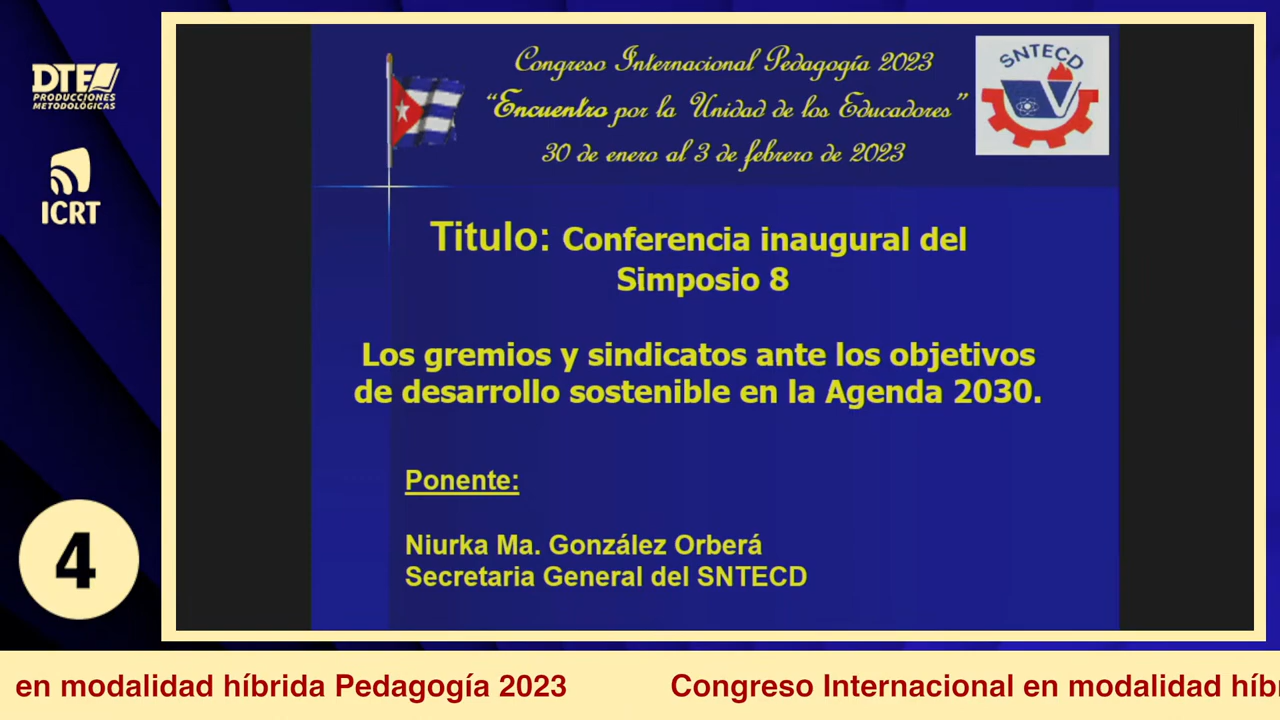 DTE
PRODUCCIONES
METODOLÓGICAS
ICRT
4
Congreso Internacional Pedagogía 2023
“Encuentro por la Unidad de los Educadores”
30 de enero al 3 de febrero de 2023
SNTECD
Titulo: Conferencia inaugural del
Simposio 8
Los gremios y sindicatos ante los objetivos
de desarrollo sostenible en la Agenda 2030.
Ponente:
Niurka Ma. González Orberá
Secretaria General del SNTECD
en modalidad híbrida Pedagogía 2023 Congreso Internacional en modalidad híb